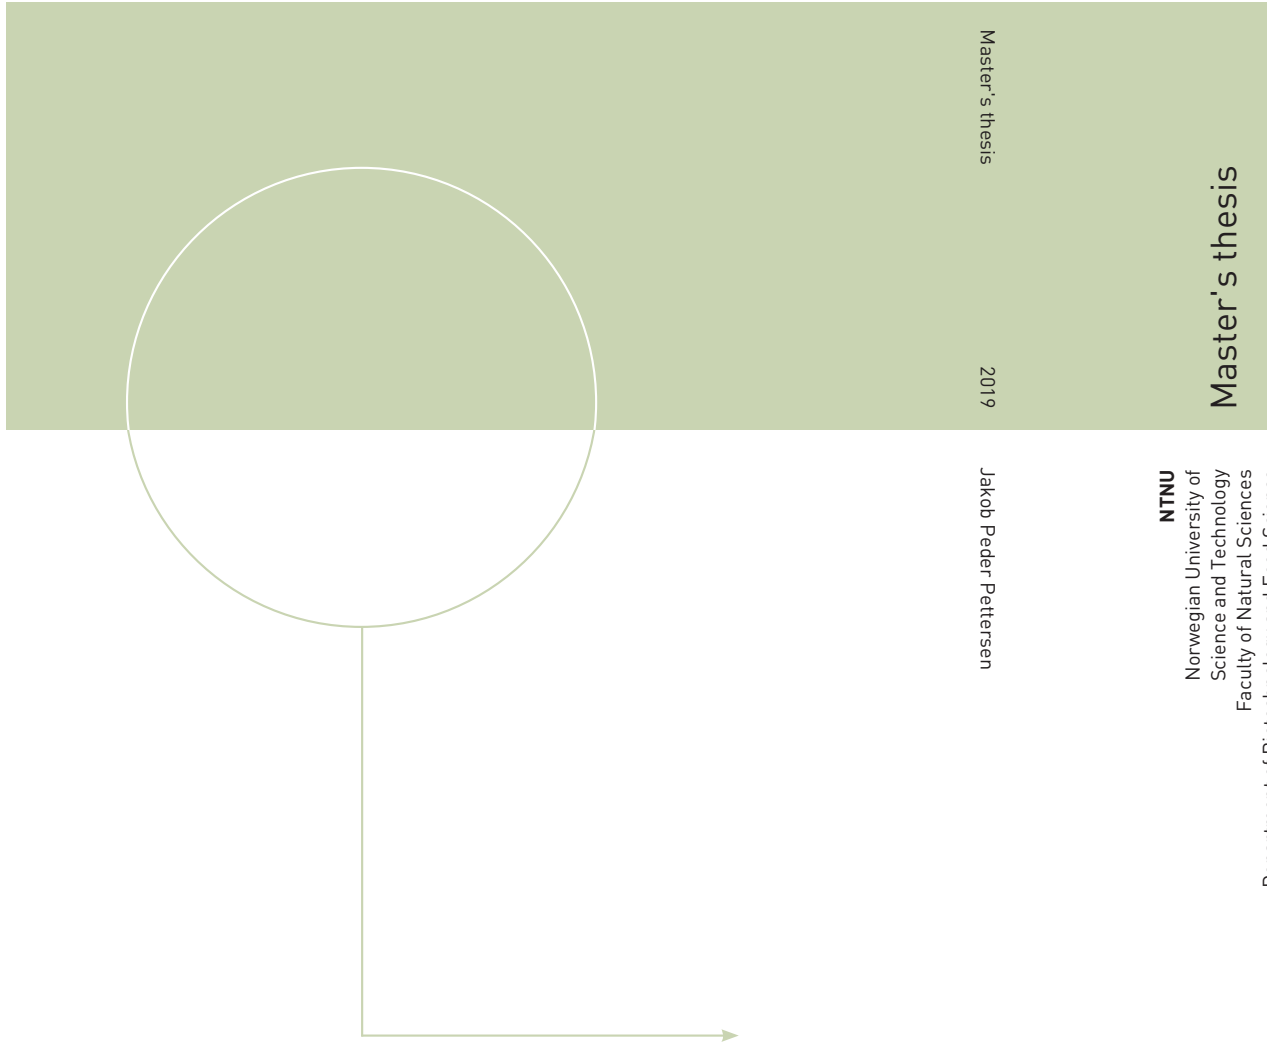 Master's thesis
2019
Jakob Peder Pettersen
Master's thesis
NTNU
Norwegian University of
Science and Technology
Faculty of Natural Sciences